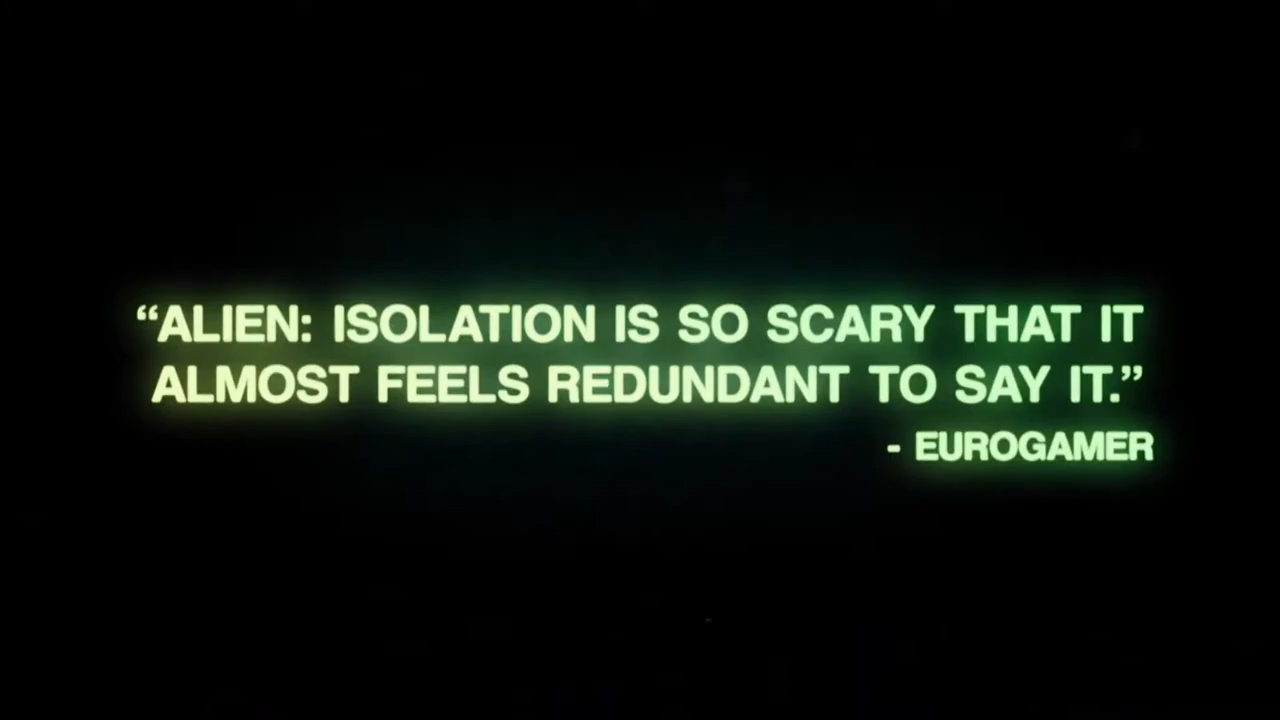 “ALIEN: ISOLATION IS SO SCARY THAT IT
ALMOST FEELS REDUNDANT TO SAY IT.”
- EUROGAMER